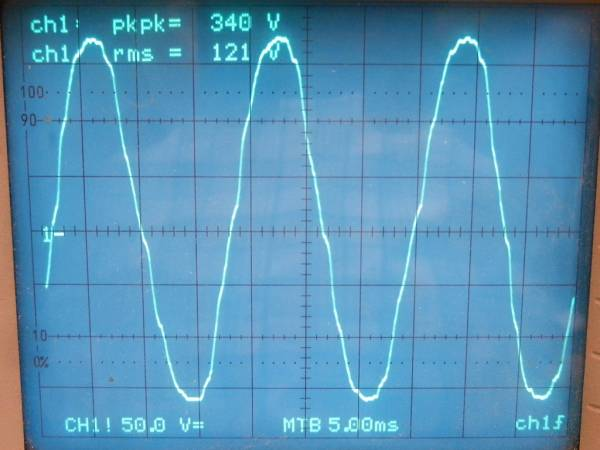 ch1: pkpk= 340 V
ch1: rms = 121 V
100
90
1
10
0%
CH1! 50.0 V= MTB 5.00ms ch1f